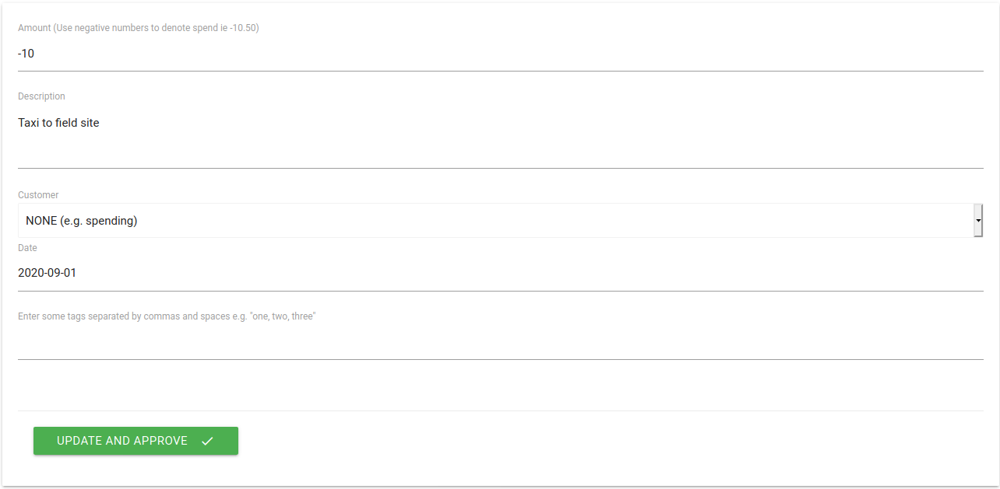 Amount (Use negative numbers to denote spend ie -10.50)
-10
Description
Taxi to field site
Customer
NONE (e.g. spending)
Date
2020-09-01
Enter some tags separated by commas and spaces e.g. "one, two, three"
UPDATE AND APPROVE